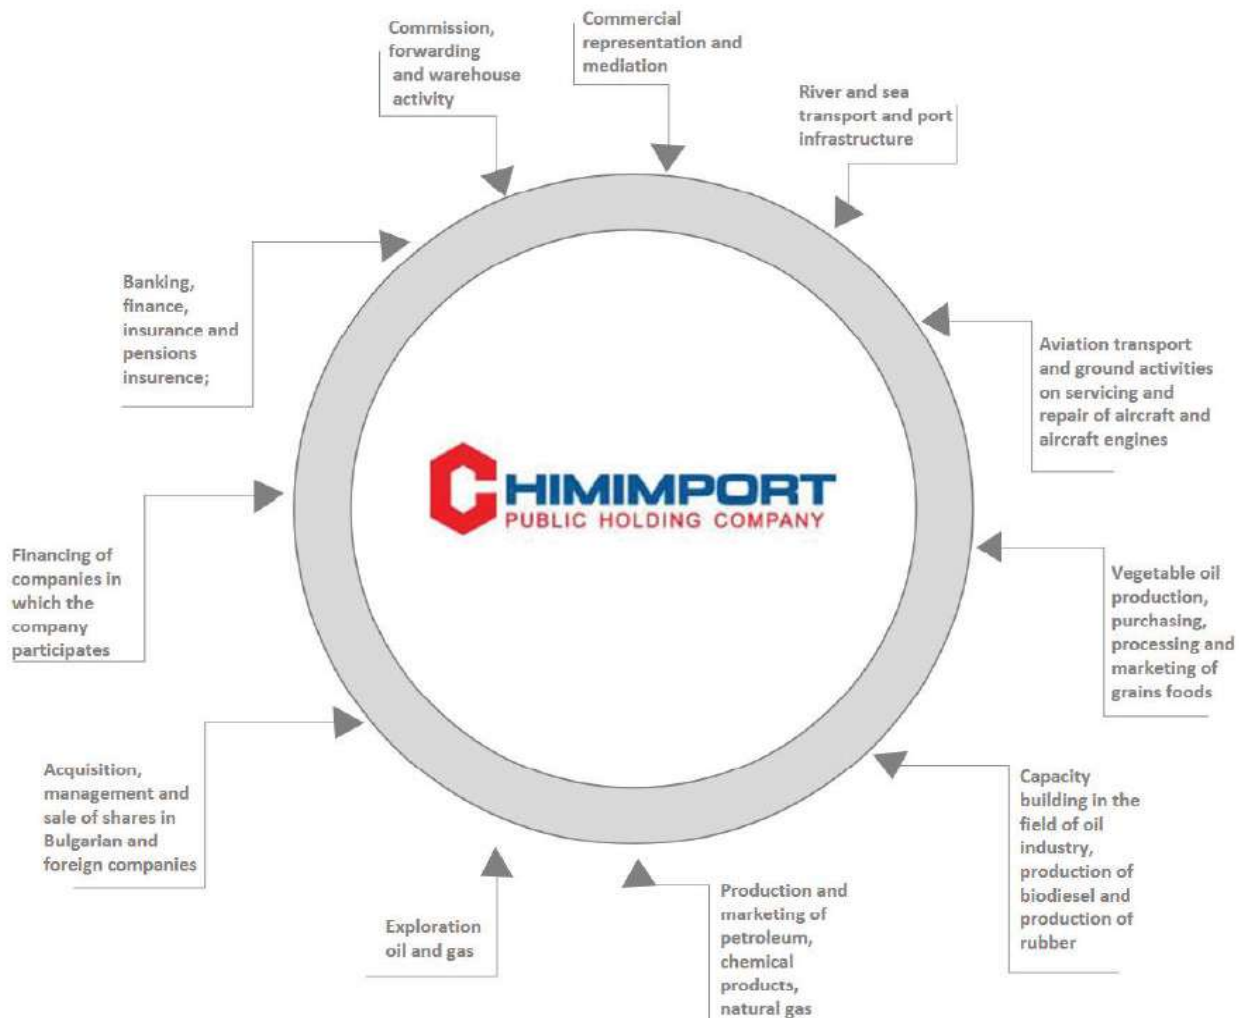 Commission,
forwarding
and warehouse
activity
Commercial
representation and
mediation
River and sea
transport and port
infrastructure
Aviation transport
and ground activities
on servicing and
repair of aircraft and
aircraft engines
Vegetable oil
production,
purchasing,
processing and
marketing of
grains foods
Capacity
building in the
field of oil
industry,
production of
biodiesel and
production of
rubber
Production and
marketing of
petroleum,
chemical
products,
natural gas
Exploration
oil and gas
Acquisition,
management and
sale of shares in
Bulgarian and
foreign companies
Financing of
companies in
which the
company
participates
Banking,
finance,
insurance and
pensions
insurence;
CHIMIMPORT
PUBLIC HOLDING COMPANY